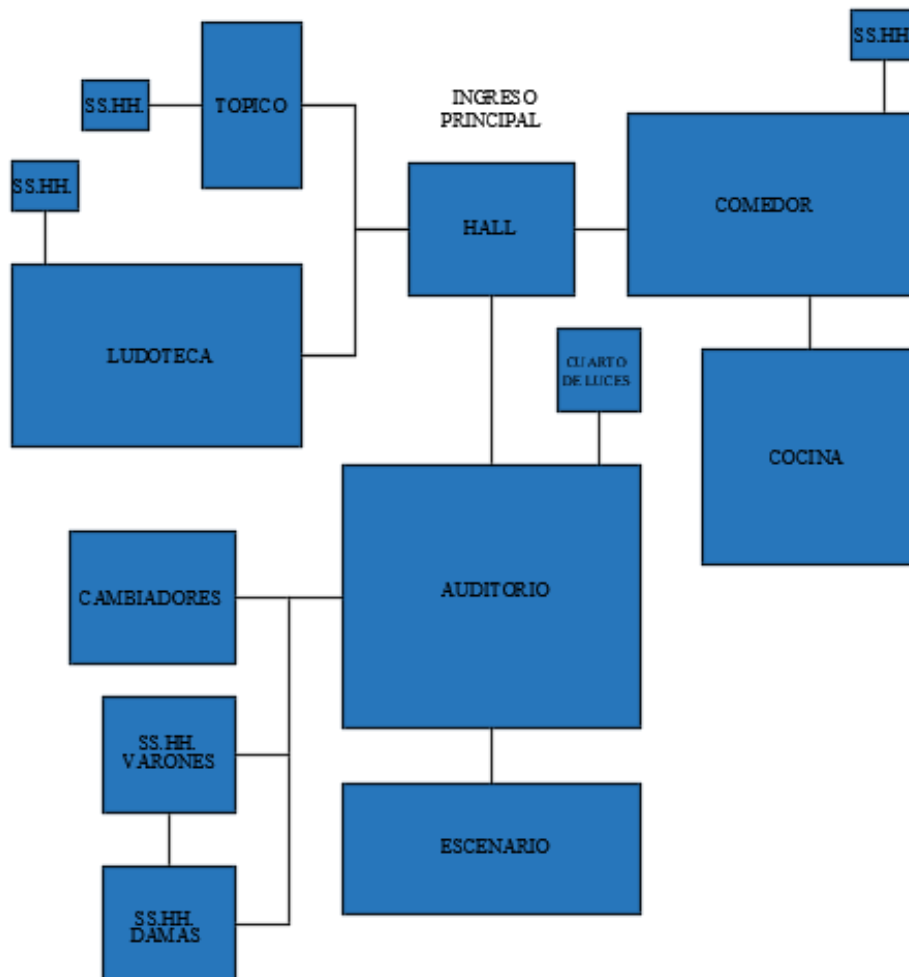 SS.HH
SS.HH.
TOPICO
INGRESO
PRINCIPAL
SS.HH.
COMEDOR
HALL
LUDOTECA
CUARTO
DE LUCES
COCINA
CAMBIADORES
AUDITORIO
SS.HH.
VARONES
ESCENARIO
SS.HH.
DAMAS